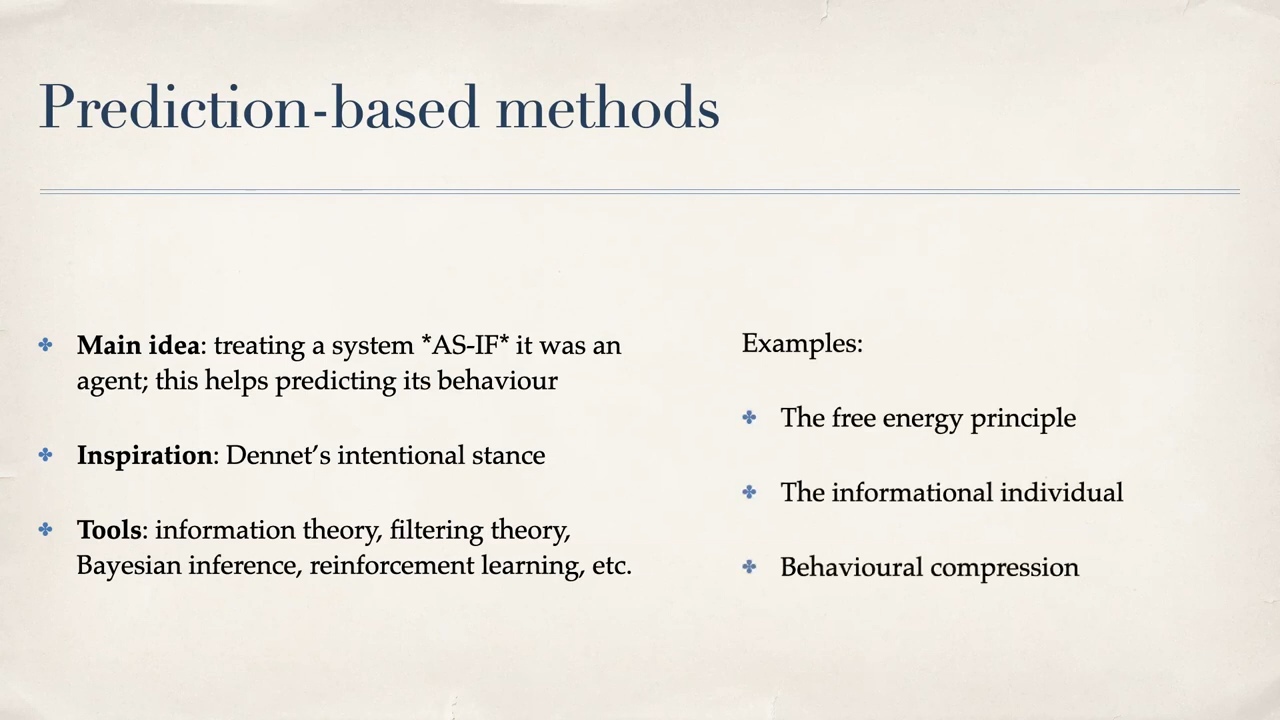 Prediction-based methods
Main idea: treating a system *AS-IF* it was an
agent; this helps predicting its behaviour
Inspiration: Dennet’s intentional stance
Tools: information theory, filtering theory,
Bayesian inference, reinforcement learning, etc.
Examples:
The free energy principle
The informational individual
Behavioural compression